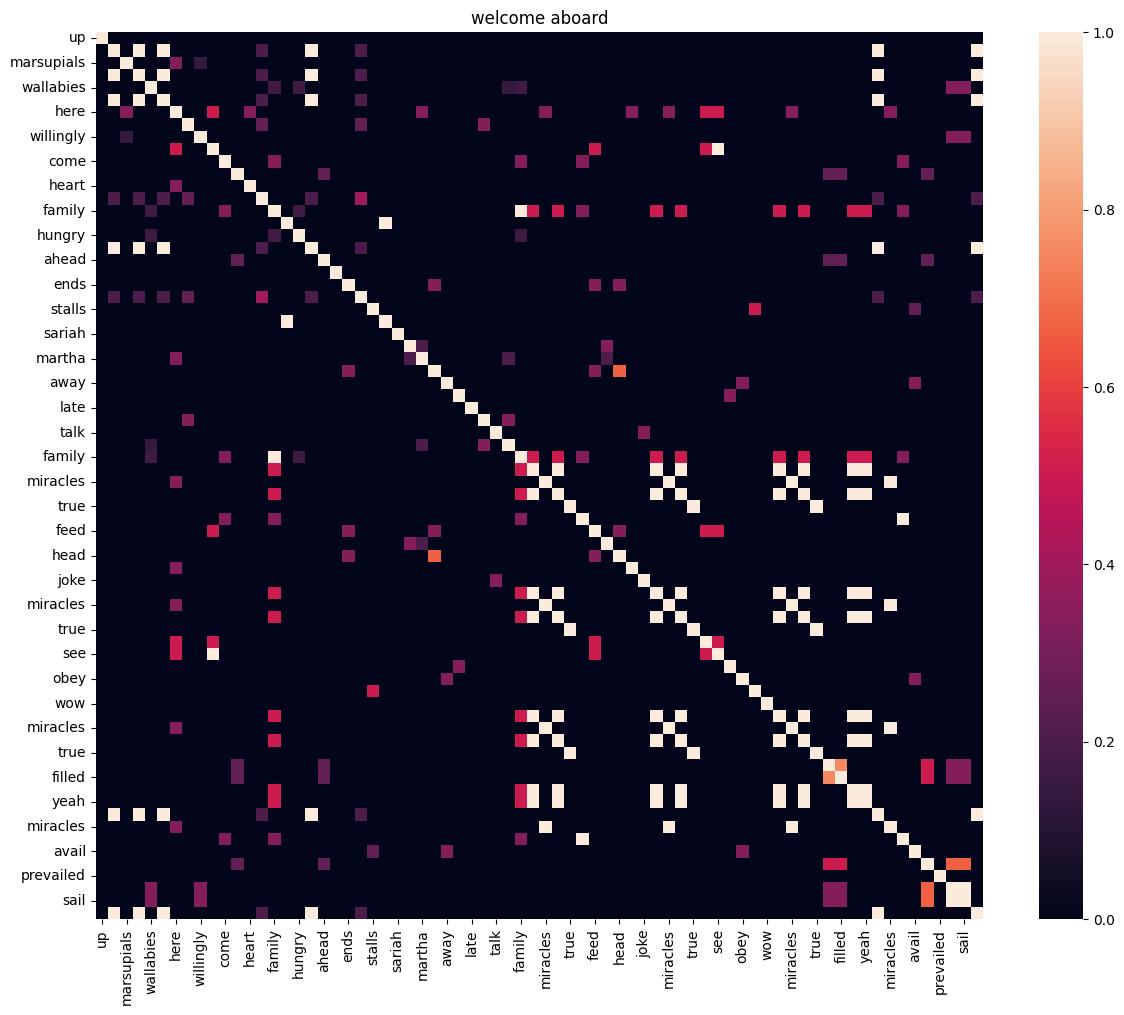 welcome aboard
up
marsupials
wallabies
here
willingly
come
heart
family
hungry
ahead
ends
stalls
sariah
martha
away
late
talk
family
miracles
true
feed
head
joke
miracles
true
see
obey
wow
miracles
true
filled
yeah
miracles
avail
prevailed
sail
up
marsupials
wallabies
here
willingly
come
heart
family
hungry
ahead
ends
stalls
sariah
martha
away
late
talk
family
miracles
true
feed
head
joke
miracles
true
see
obey
wow
miracles
true
filled
yeah
miracles
avail
prevailed
sail
1.0
0.8
0.6
0.4
0.2
0.0